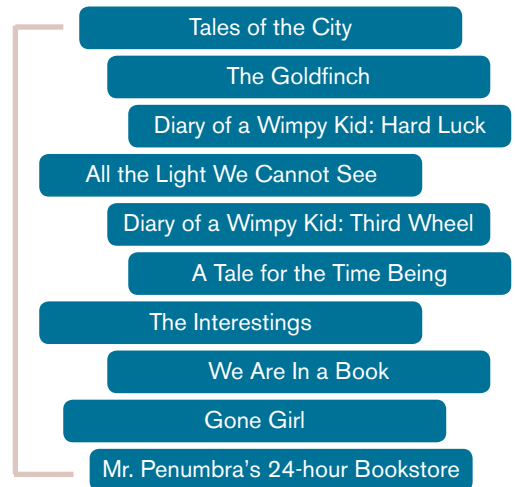 Tales of the City
The Goldfinch
Diary of a Wimpy Kid: Hard Luck
All the Light We Cannot See
Diary of a Wimpy Kid: Third Wheel
A Tale for the Time Being
The Interestings
We Are In a Book
Gone Girl
Mr. Penumbra's 24-hour Bookstore